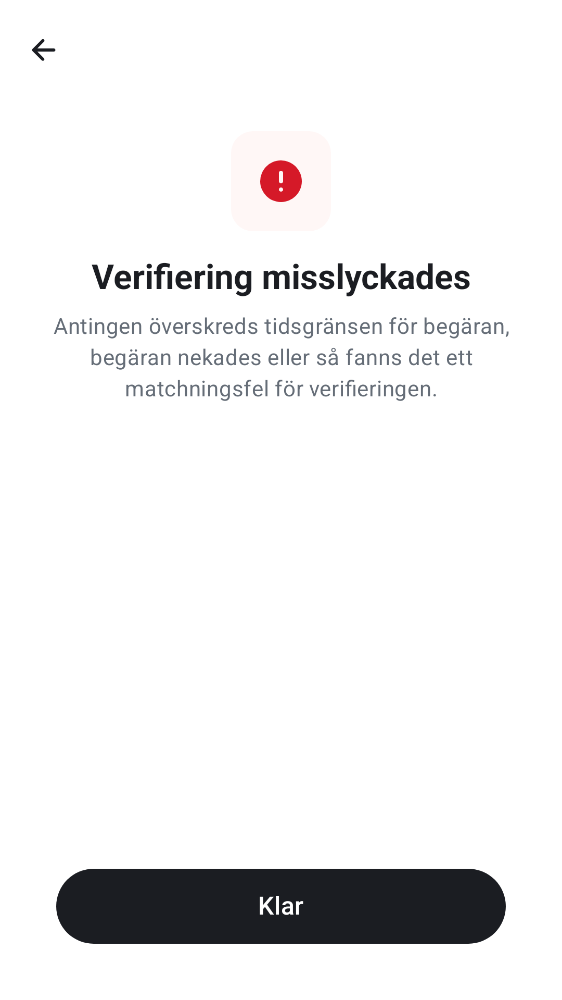 Verifiering misslyckades
Antingen överskreds tidsgränsen för begäran,
begäran nekades eller så fanns det ett
matchningsfel för verifieringen.
Klar